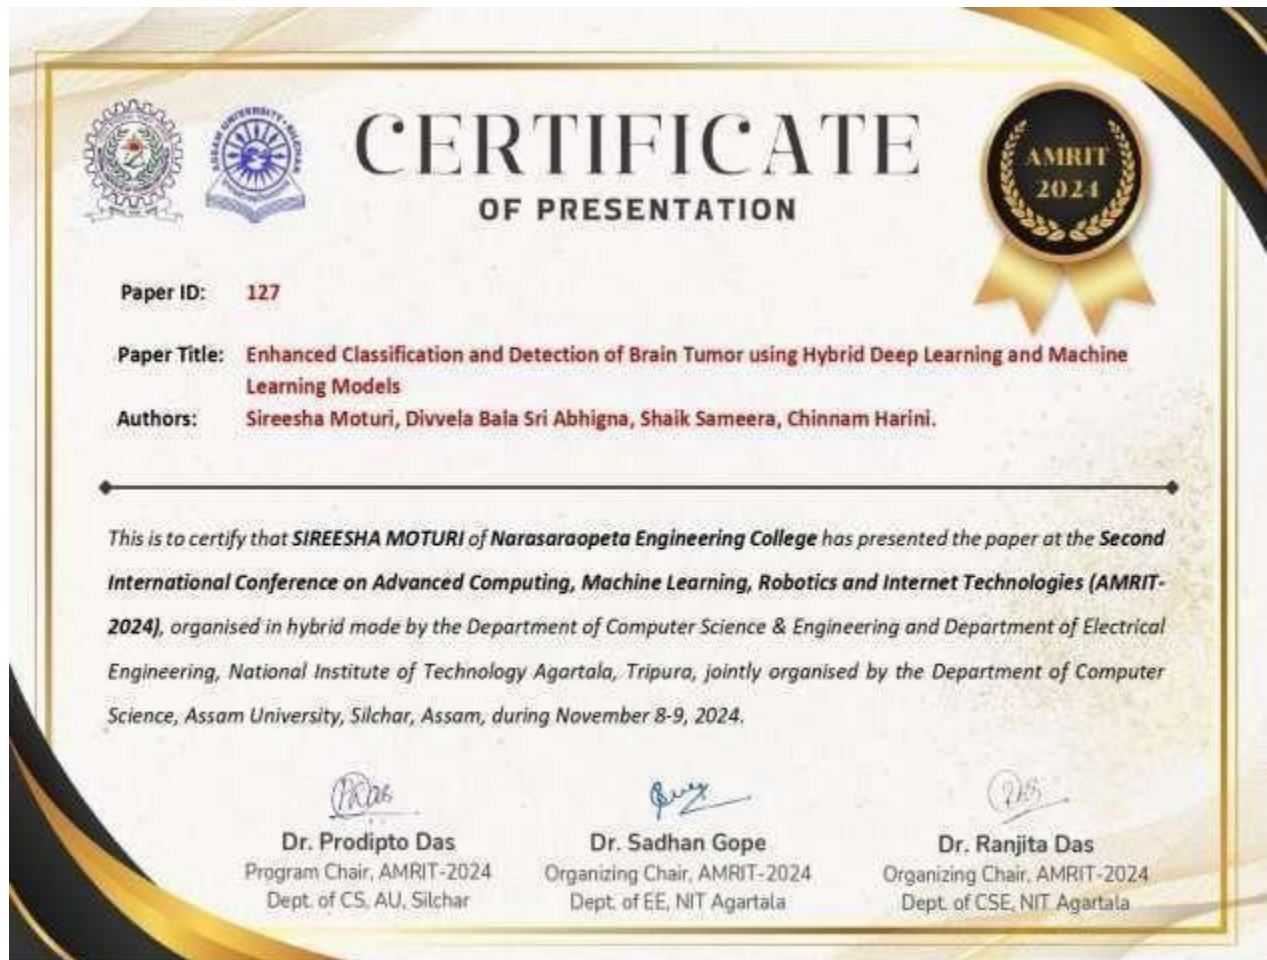 CERTIFICATE
OF PRESENTATION
AMRIT
2024
ASSAM UNIVERSITY SILCHAR
Paper ID: 127
Paper Title: Enhanced Classification and Detection of Brain Tumor using Hybrid Deep Learning and Machine
Learning Models
Authors: Sireesha Moturi, Divvela Bala Sri Abhigna, Shaik Sameera, Chinnam Harini.
This is to certify that SIREESHA MOTURI of Narasaraopeta Engineering College has presented the paper at the Second
International Conference on Advanced Computing, Machine Learning, Robotics and Internet Technologies (AMRIT-
2024), organised in hybrid mode by the Department of Computer Science & Engineering and Department of Electrical
Engineering, National Institute of Technology Agartala, Tripura, jointly organised by the Department of Computer
Science, Assam University, Silchar, Assam, during November 8-9, 2024.
Dr. Prodipto Das
Program Chair, AMRIT-2024
Dept. of CS, AU, Silchar
Dr. Sadhan Gope
Organizing Chair, AMRIT-2024
Dept. of EE, NIT Agartala
Dr. Ranjita Das
Organizing Chair, AMRIT-2024
Dept. of CSE, NIT Agartala